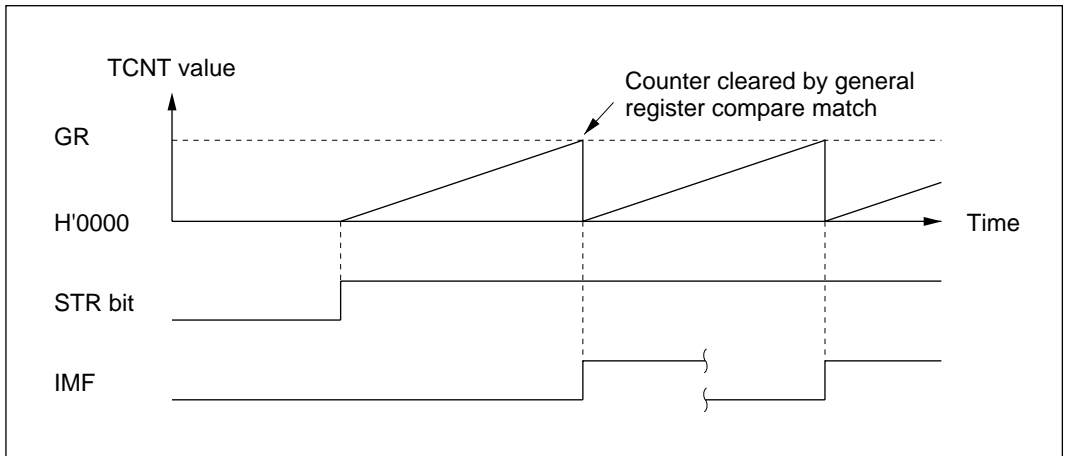 TCNT value
Counter cleared by general
register compare match
GR
H'0000
Time
STR bit
IMF